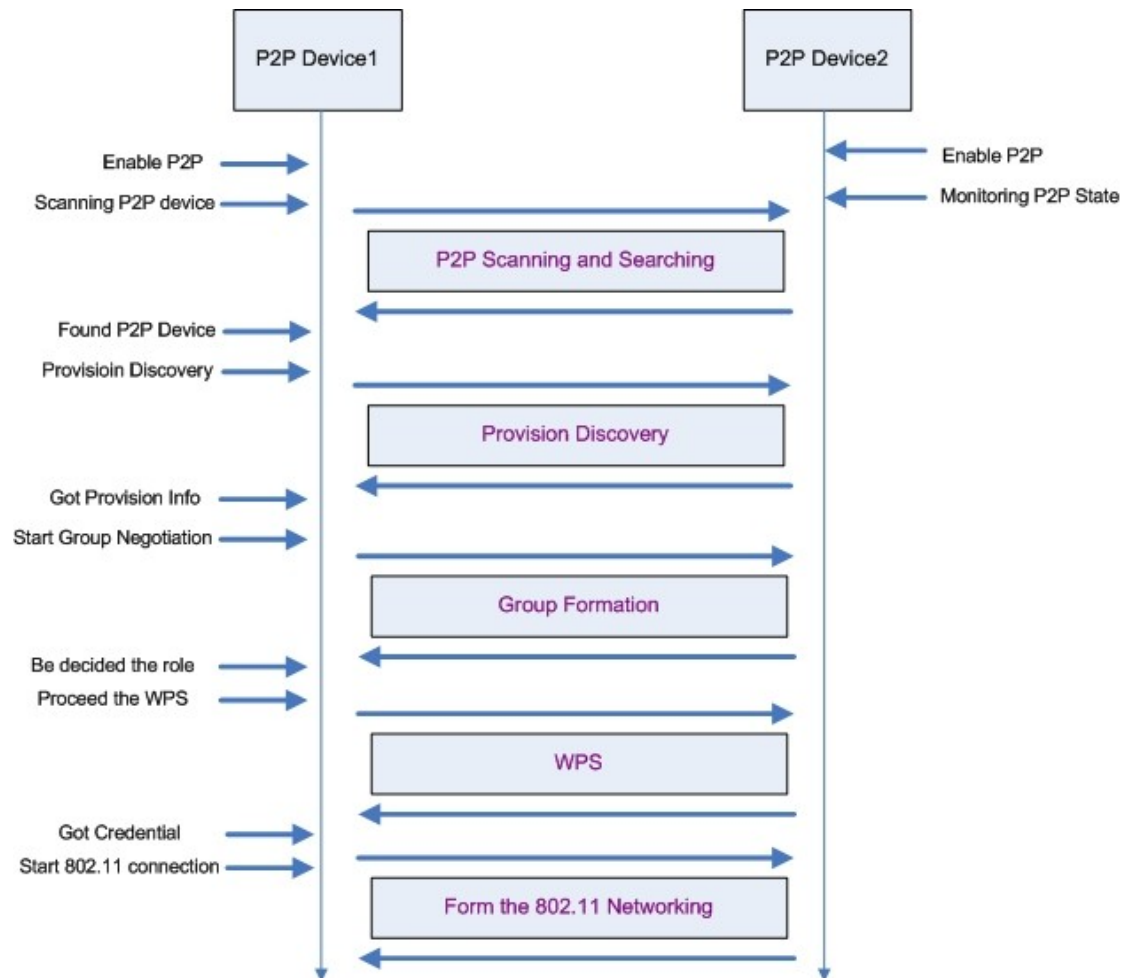 P2P Device1
P2P Device2
Enable P2P
Enable P2P
Scanning P2P device
Monitoring P2P State
P2P Scanning and Searching
Found P2P Device
Provisioin Discovery
Provision Discovery
Got Provision Info
Start Group Negotiation
Group Formation
Be decided the role
Proceed the WPS
WPS
Got Credential
Start 802.11 connection
Form the 802.11 Networking